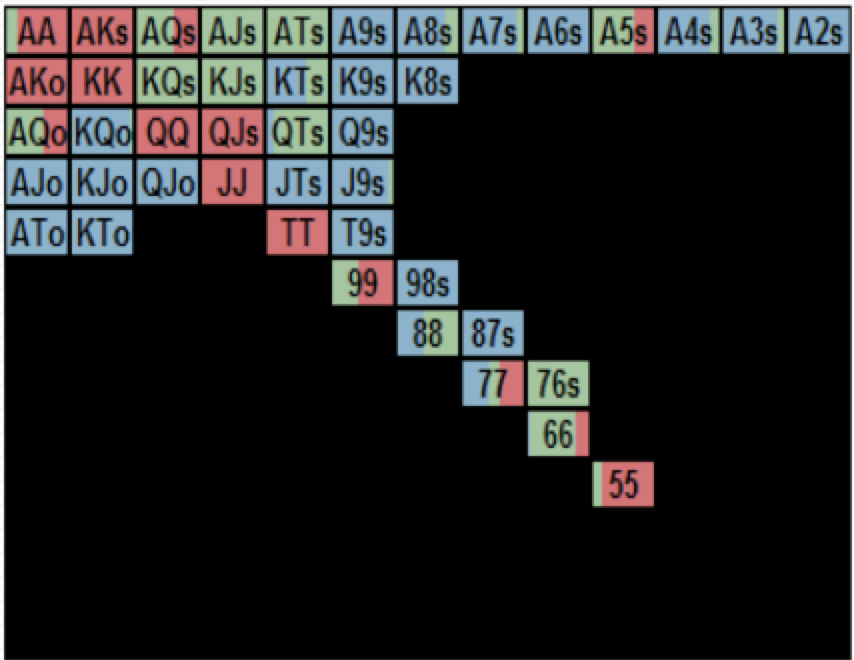 AA AKs AQs AJs ATs A9s A8s A7s A6s A5s A4s A3s A2s
AKo KK KQs KJs KTs K9s K8s
AQo KQo QQ QJs QTs Q9s
AJo KJo QJo JJ JTs J9s
ATo KTo TT T9s
99 98s
88 87s
77 76s
66
55